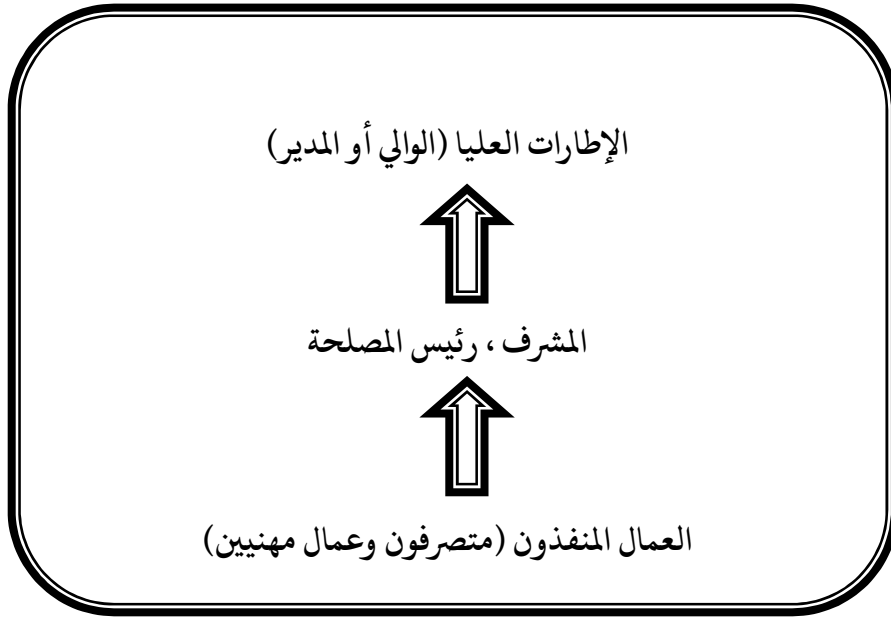 الإطارات العليا (الوالي أو المدير)
المشرف ، رئيس المصلحة
العمال المنفذون (متصرفون وعمال مهنيين)